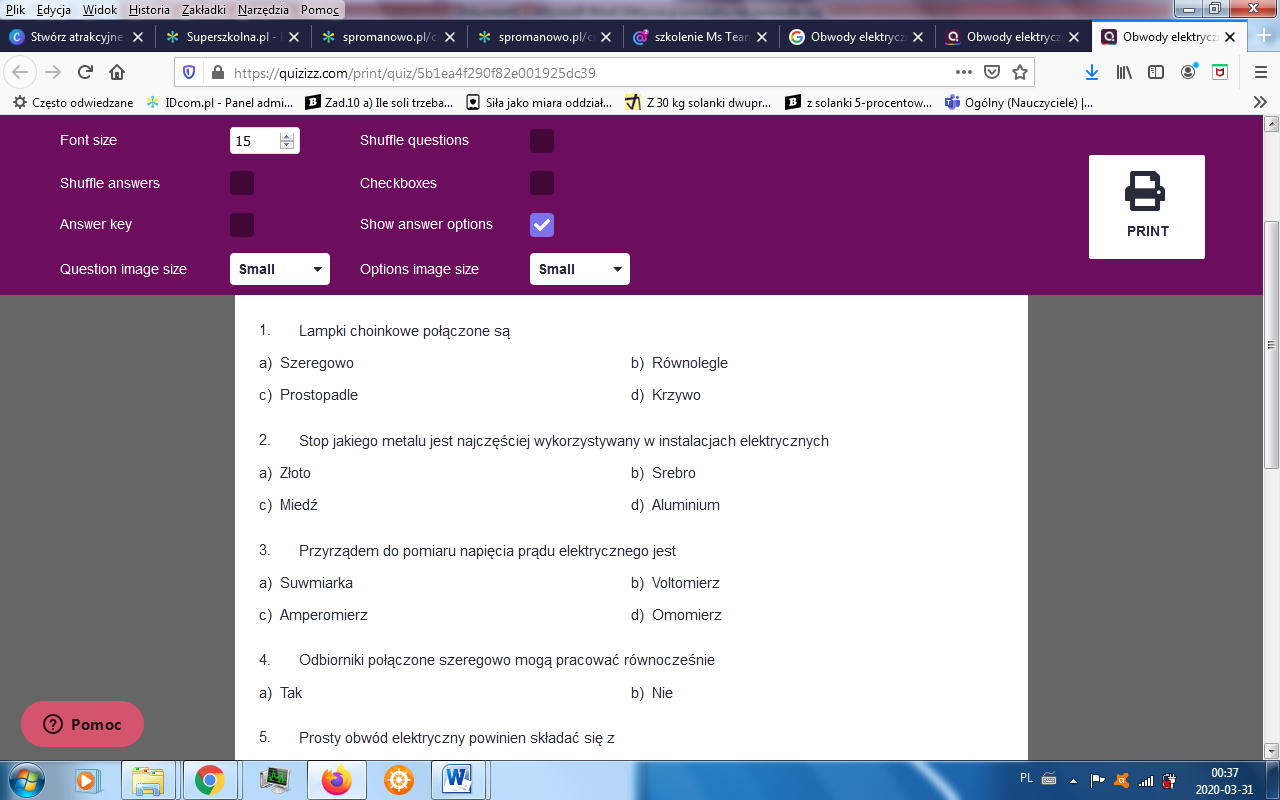 Plik Edycja Widok Historia Zakładki Narzędzia Pomoc
Stwórz atrakcyjne Superszkolna.pl - spromanowo.pl/c spromanowo.pl/c szkolenie Ms Team Obwody elektrycz Obwody elektrycz Obwody elektrycz
https://quizizz.com/print/quiz/5b1ea4f290f82e001925dc39
Często odwiedzane IDcom.pl - Panel admi... Zad.10 a) Ile soli trzeba... Siła jako miara oddział... Z 30 kg solanki dwupr... z solanki 5-procentow... Ogólny (Nauczyciele) |...
Font size 15 Shuffle questions
Shuffle answers Checkboxes
Answer key Show answer options
PRINT
Question image size Small Options image size Small
1. Lampki choinkowe połączone są
a) Szeregowo b) Równolegle
c) Prostopadle d) Krzywo
2. Stop jakiego metalu jest najczęściej wykorzystywany w instalacjach elektrycznych
a) Złoto b) Srebro
c) Miedź d) Aluminium
3. Przyrządem do pomiaru napięcia prądu elektrycznego jest
a) Suwmiarka b) Voltomierz
c) Amperomierz d) Omomierz
4. Odbiorniki połączone szeregowo mogą pracować równocześnie
a) Tak b) Nie
5. Prosty obwód elektryczny powinien składać się z
Pomoc
PL 00:37
2020-03-31